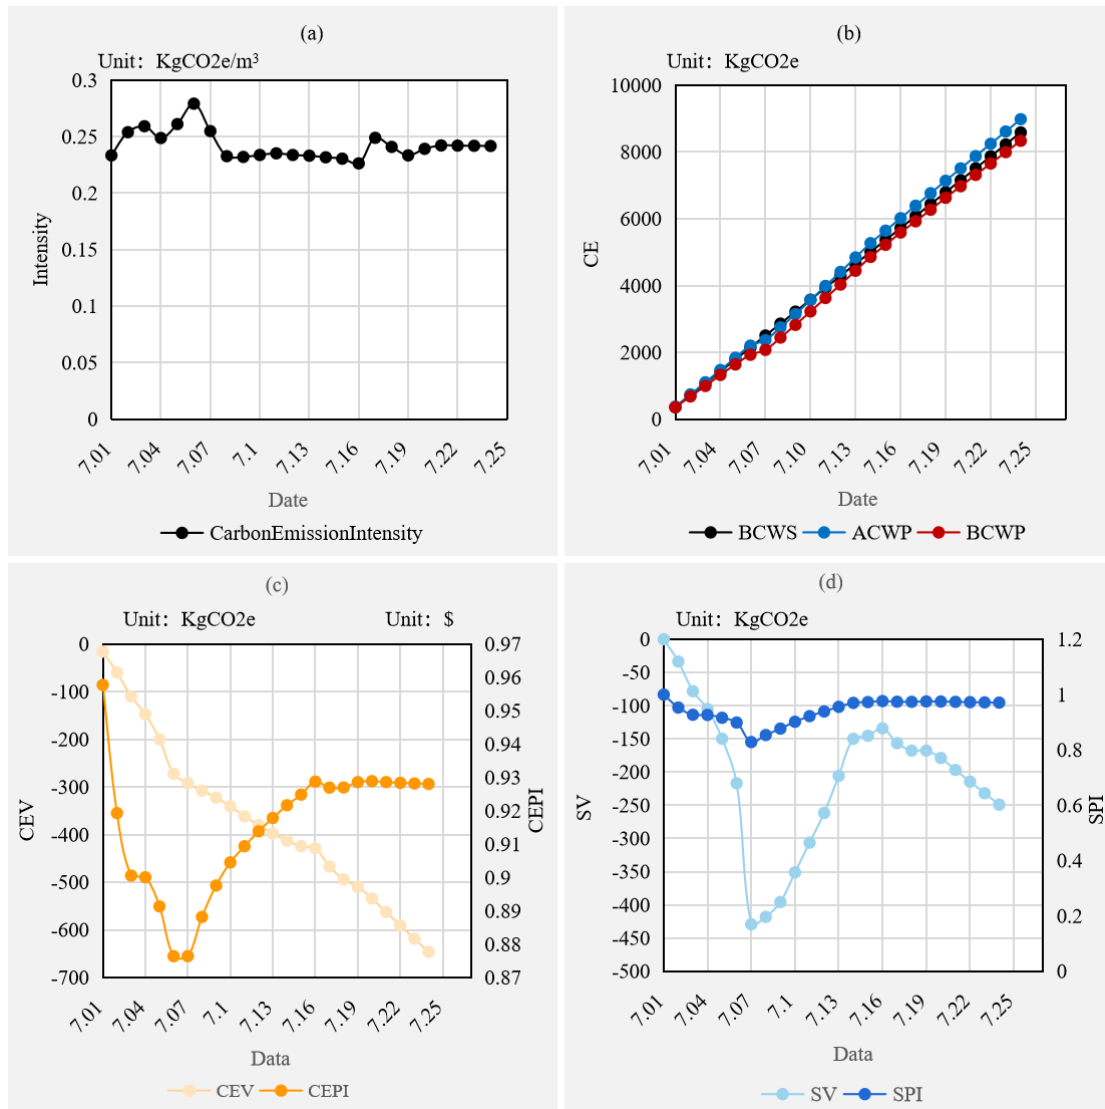 (a)
Unit: KgCO2e/m³
0.3
0.25
0.2
0.15
0.1
0.05
0
Intensity
7.01 7.04 7.07 7.1 7.13 7.16 7.19 7.22 7.25
Date
CarbonEmissionIntensity
(b)
Unit: KgCO2e
10000
8000
6000
4000
2000
0
CE
7.01 7.04 7.07 7.10 7.13 7.16 7.19 7.22 7.25
Date
BCWS ACWP BCWP
(c)
Unit: KgCO2e Unit: $
0
-100
-200
-300
-400
-500
-600
-700
CEV
0.97
0.96
0.95
0.94
0.93
0.92
0.91
0.9
0.89
0.88
0.87
CEPI
7.01 7.04 7.07 7.1 7.13 7.16 7.19 7.22 7.25
Data
CEV CEPI
(d)
Unit: KgCO2e
0
-50
-100
-150
-200
-250
-300
-350
-400
-450
-500
SV
1.2
1
0.8
0.6
0.4
0.2
0
SPI
7.01 7.04 7.07 7.1 7.13 7.16 7.19 7.22 7.25
Data
SV SPI